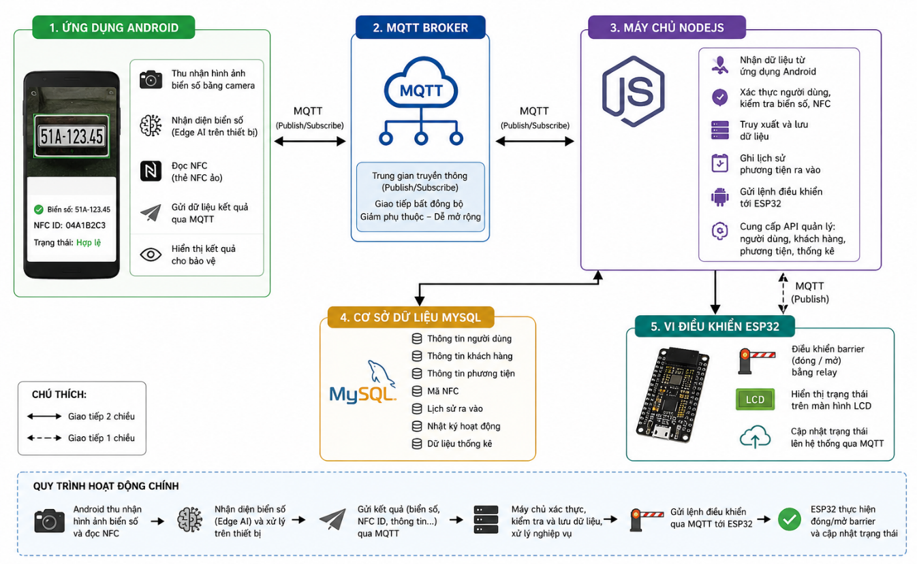 1. ỨNG DỤNG ANDROID
51A-123.45
Biển số: 51A-123.45
NFC ID: 04A1B2C3
Trạng thái: Hợp lệ
Thu nhận hình ảnh
biển số bằng camera
Nhận diện biển số
(Edge AI trên thiết bị)
Đọc NFC
(thẻ NFC ảo)
Gửi dữ liệu kết quả
qua MQTT
Hiển thị kết quả
cho bảo vệ
MQTT
(Publish/Subscribe)
2. MQTT BROKER
MQTT
Trung gian truyền thông
(Publish/Subscribe)
Giao tiếp bất đồng bộ
Giảm phụ thuộc – Dễ mở rộng
MQTT
(Publish/Subscribe)
3. MÁY CHỦ NODEJS
JS
Nhận dữ liệu từ
ứng dụng Android
Xác thực người dùng,
kiểm tra biển số, NFC
Truy xuất và lưu
dữ liệu
Ghi lịch sử
phương tiện ra vào
Gửi lệnh điều khiển
tới ESP32
Cung cấp API quản lý:
người dùng, khách hàng,
phương tiện, thống kê
MQTT
(Publish)
4. CƠ SỞ DỮ LIỆU MYSQL
MySQL
Thông tin người dùng
Thông tin khách hàng
Thông tin phương tiện
Mã NFC
Lịch sử ra vào
Nhật ký hoạt động
Dữ liệu thống kê
5. VI ĐIỀU KHIỂN ESP32
Điều khiển barrier
(đóng / mở)
bằng relay
LCD
Hiển thị trạng thái
trên màn hình LCD
Cập nhật trạng thái
lên hệ thống qua MQTT
CHÚ THÍCH:
Giao tiếp 2 chiều
Giao tiếp 1 chiều
QUY TRÌNH HOẠT ĐỘNG CHÍNH
Android thu nhận
hình ảnh biển số
và đọc NFC
Nhận diện biển số
(Edge AI) và xử lý
trên thiết bị
Gửi kết quả (biển số,
NFC ID, thông tin...)
qua MQTT
Máy chủ xác thực,
kiểm tra và lưu dữ liệu,
xử lý nghiệp vụ
Gửi lệnh điều khiển
qua MQTT tới ESP32
ESP32 thực hiện
đóng/mở barrier
và cập nhật trạng thái